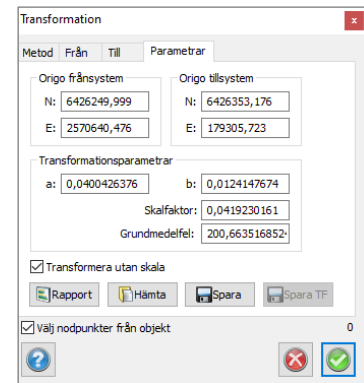 Transformation
x
Metod Från Till Parametrar
Origo frånsystem Origo tillsystem
N: 6426249,999 N: 6426353,176
E: 2570640,476 E: 179305,723
Transformationsparametrar
a: 0,0400426376 b: 0,0124147674
Skalfaktor: 0,0419230161
Grundmedelfel: 200,663516852
Transformera utan skala
Rapport Hämta Spara Spara TF
Välj nodpunkter från objekt 0
?